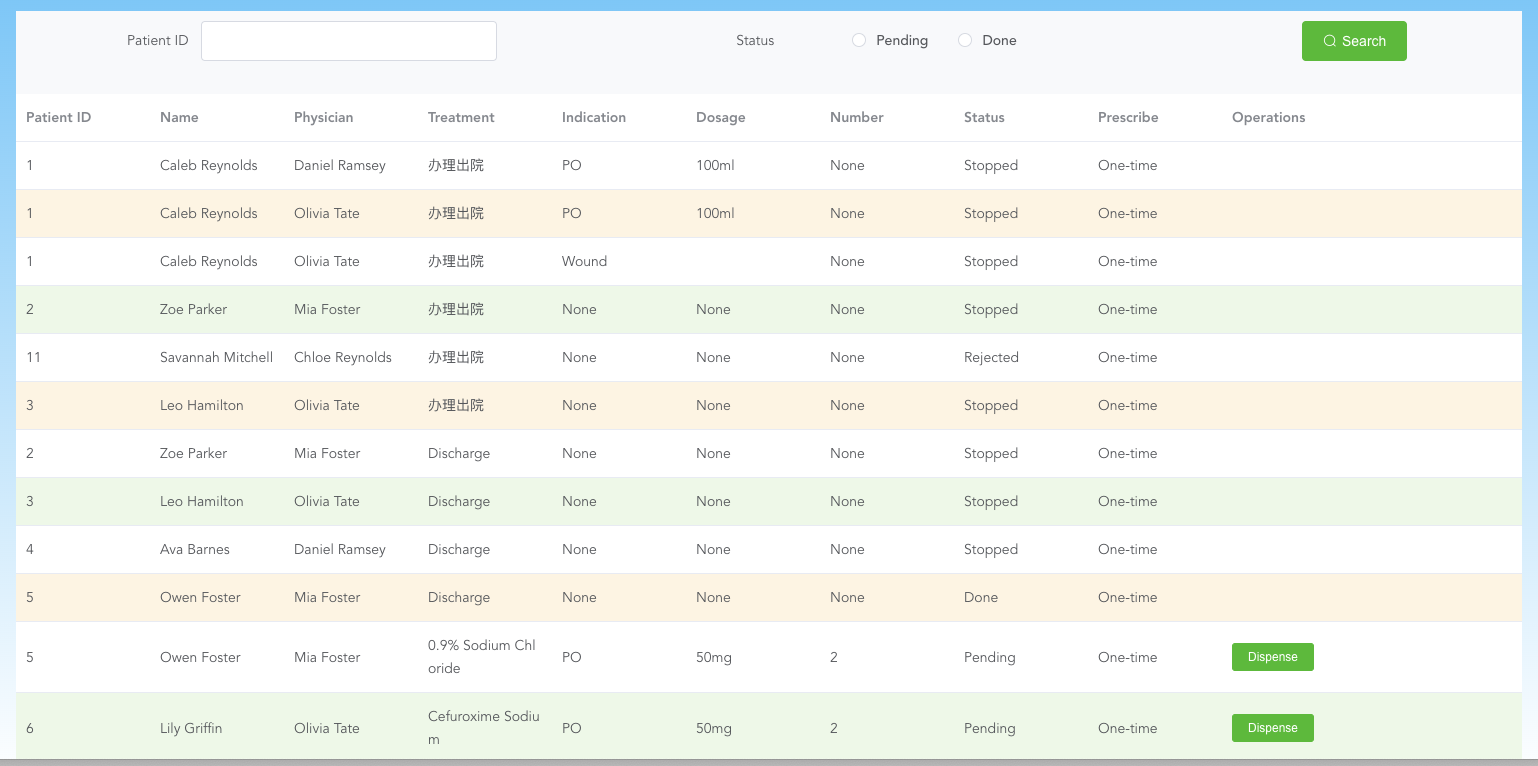 Patient ID Status Pending Done Search
Patient ID Name Physician Treatment Indication Dosage Number Status Prescribe Operations
1 Caleb Reynolds Daniel Ramsey 办理出院 PO 100ml None Stopped One-time
1 Caleb Reynolds Olivia Tate 办理出院 PO 100ml None Stopped One-time
1 Caleb Reynolds Olivia Tate 办理出院 Wound None Stopped One-time
2 Zoe Parker Mia Foster 办理出院 None None None Stopped One-time
11 Savannah Mitchell Chloe Reynolds 办理出院 None None None Rejected One-time
3 Leo Hamilton Olivia Tate 办理出院 None None None Stopped One-time
2 Zoe Parker Mia Foster Discharge None None None Stopped One-time
3 Leo Hamilton Olivia Tate Discharge None None None Stopped One-time
4 Ava Barnes Daniel Ramsey Discharge None None None Stopped One-time
5 Owen Foster Mia Foster Discharge None None None Done One-time
0.9% Sodium Chl
5 Owen Foster Mia Foster PO 50mg 2 Pending One-time Dispense
oride
Cefuroxime Sodiu
6 Lily Griffin Olivia Tate PO 50mg 2 Pending One-time Dispense
m